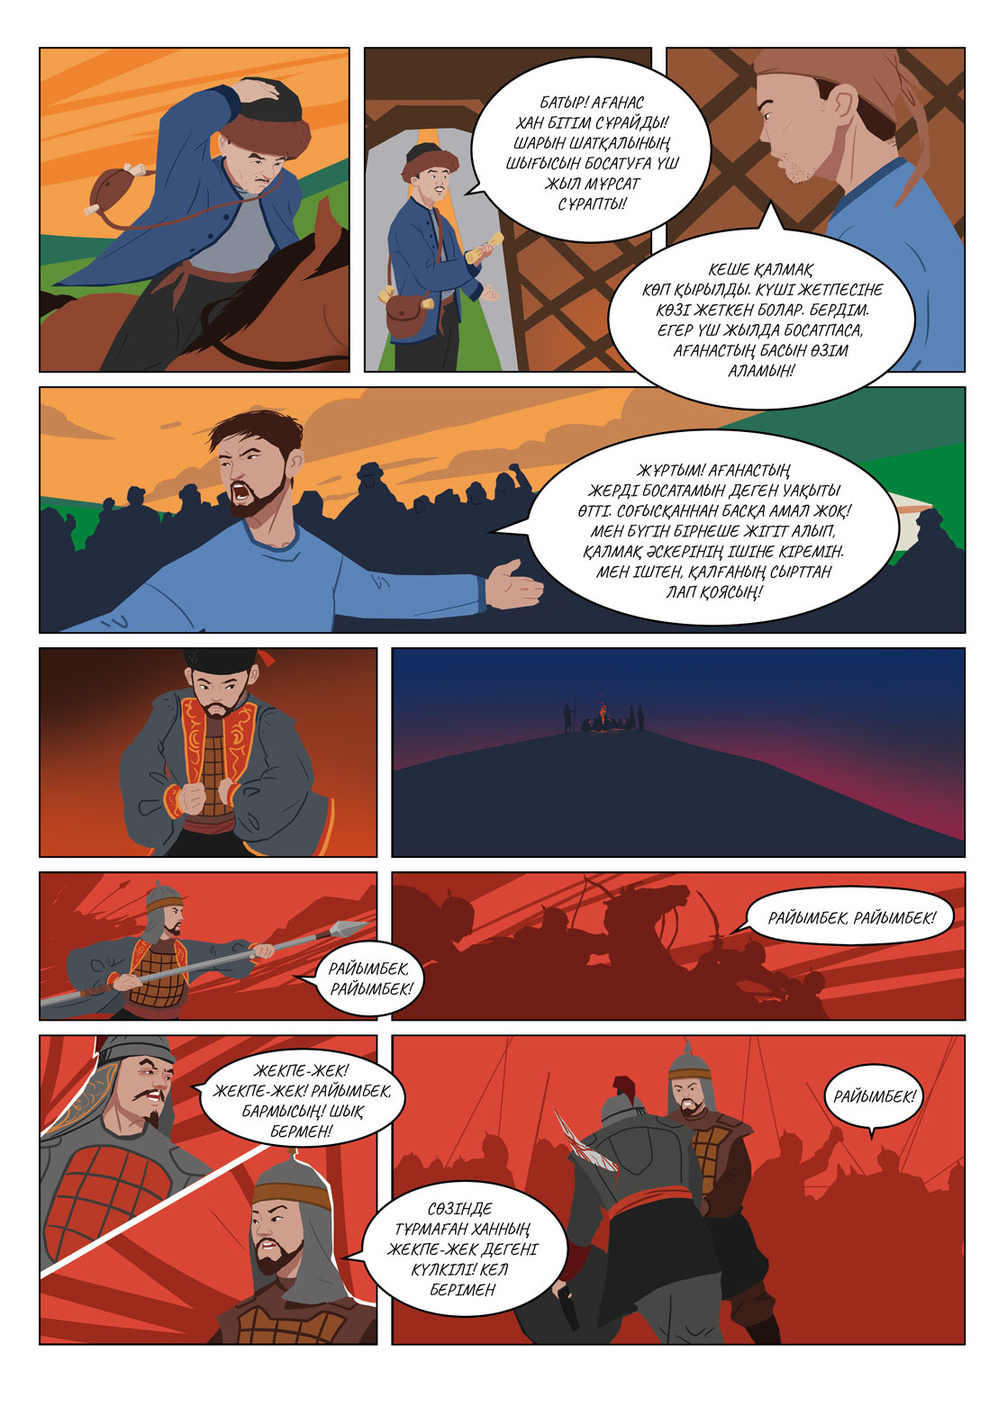 БАТЫР! АҒАНАС
ХАН БІТІМ СҰРАЙДЫ!
ШАРЫН ШАТҚАЛЫНЫҢ
ШЫҒЫСЫН БОСАТУҒА ҮШ
ЖЫЛ МҰРСАТ
СҰРАПТЫ!
КЕШЕ ҚАЛМАҚ
КӨП ҚЫРЫЛДЫ. КҮШІ ЖЕТПЕСІНЕ
КӨЗІ ЖЕТКЕН БОЛАР. БЕРДІМ.
ЕГЕР ҮШ ЖЫЛДА БОСАТПАСА,
АҒАНАСТЫҢ БАСЫН ӨЗІМ
АЛАМЫН!
ЖҰРТЫМ! АҒАНАСТЫҢ
ЖЕРДІ БОСАТАМЫН ДЕГЕН УАҚЫТЫ
ӨТТІ. СОҒЫСҚАННАН БАСҚА АМАЛ ЖОҚ!
МЕН БҮГІН БІРНЕШЕ ЖІГІТ АЛЫП,
ҚАЛМАҚ ӘСКЕРІНІҢ ІШІНЕ КІРЕМІН.
МЕН ІШТЕН, ҚАЛҒАНЫҢ СЫРТТАН
ЛАП ҚОЯСЫҢ!
РАЙЫМБЕК,
РАЙЫМБЕК!
РАЙЫМБЕК, РАЙЫМБЕК!
ЖЕКПЕ-ЖЕК!
ЖЕКПЕ-ЖЕК! РАЙЫМБЕК,
БАРМЫСЫҢ! ШЫҚ
БЕРМЕН!
СӨЗІНДЕ
ТҰРМАҒАН ХАННЫҢ
ЖЕКПЕ-ЖЕК ДЕГЕНІ
КҮЛКІЛІ! КЕЛ
БЕРІМЕН
РАЙЫМБЕК!